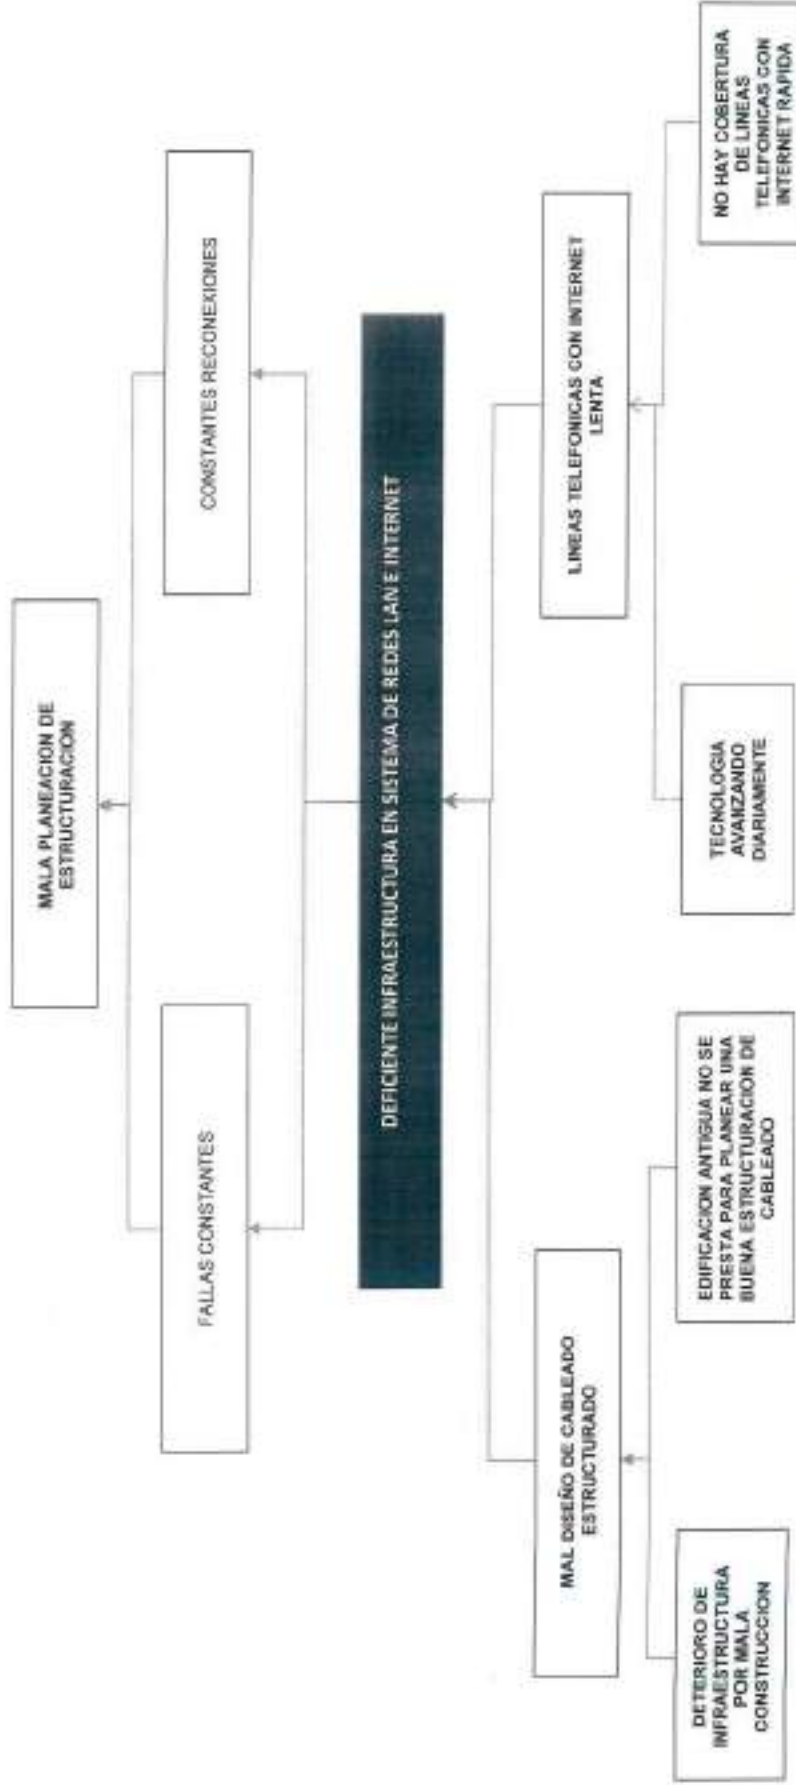 MALA PLANEACION DE
ESTRUCTURACION
FALLAS CONSTANTES
CONSTANTES RECONEXIONES
DEFICIENTE INFRAESTRUCTURA EN SISTEMA DE REDES LAN E INTERNET
MAL DISEÑO DE CABLEADO
ESTRUCTURADO
LINEAS TELEFONICAS CON INTERNET
LENTA
DETERIORO DE
INFRAESTRUCTURA
POR MALA
CONSTRUCCION
EDIFICACION ANTIGUA NO SE
PRESTA PARA PLANEAR UNA
BUENA ESTRUCTURACION DE
CABLEADO
TECNOLOGIA
AVANZANDO
DIARIAMENTE
NO HAY COBERTURA
DE LINEAS
TELEFONICAS CON
INTERNET RAPIDA